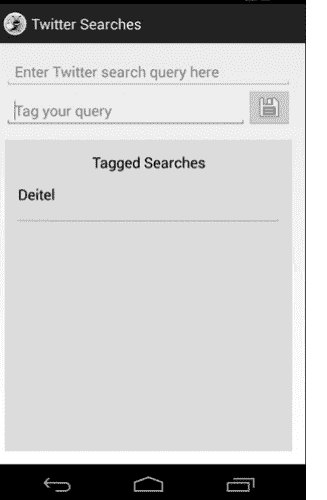 Twitter Searches
Enter Twitter search query here
Tag your query
Tagged Searches
Deitel